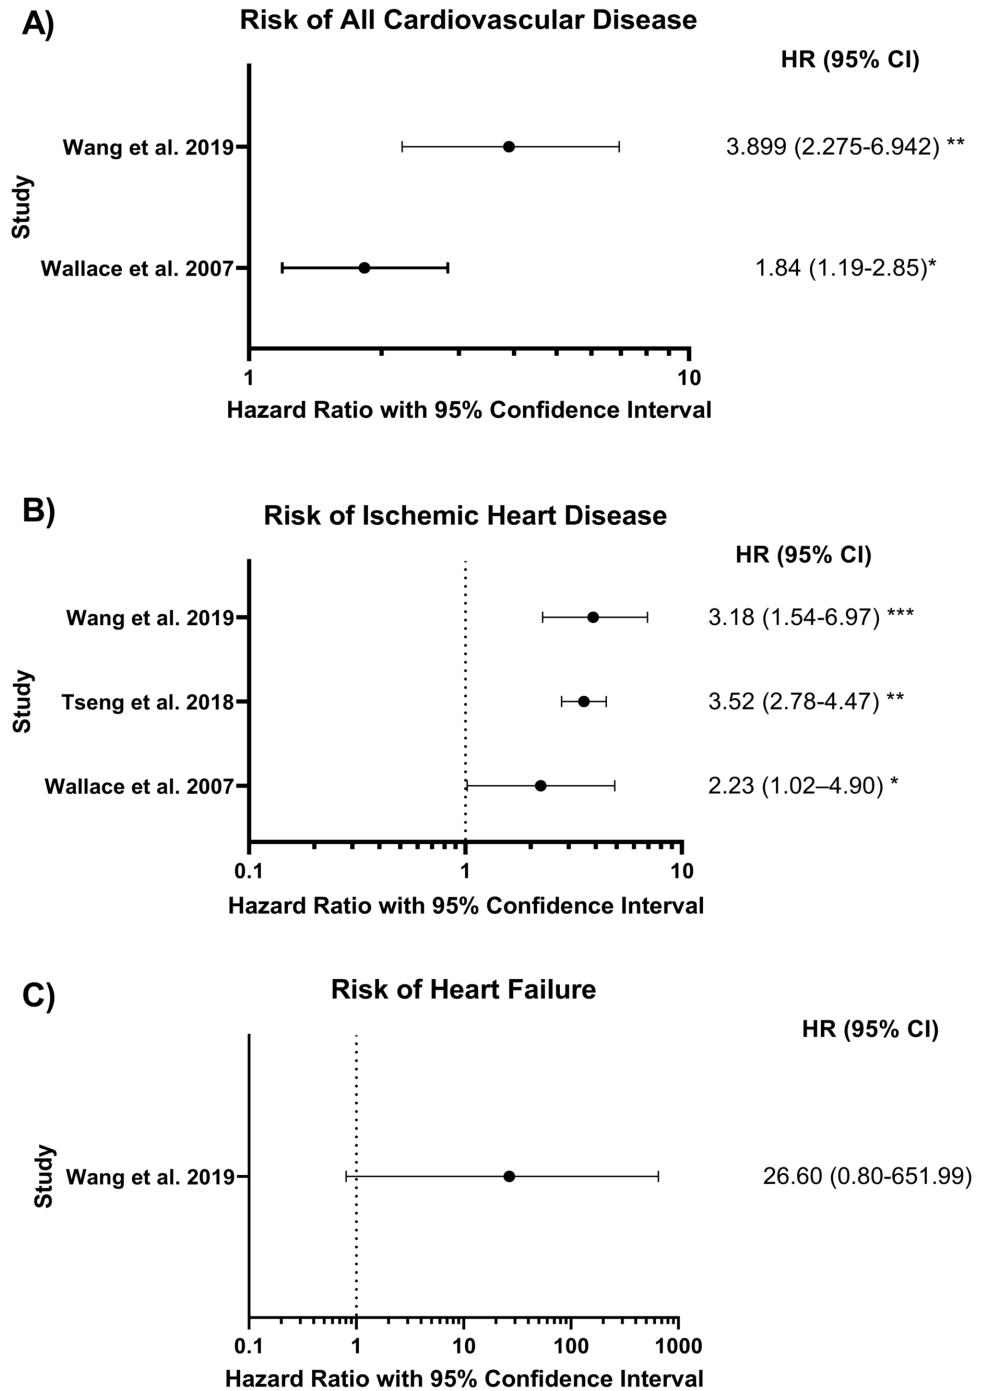 A)
Risk of All Cardiovascular Disease
HR (95% CI)
Study
Wang et al. 2019
3.899 (2.275-6.942) **
Wallace et al. 2007
1.84 (1.19-2.85)*
1
10
Hazard Ratio with 95% Confidence Interval
B)
Risk of Ischemic Heart Disease
HR (95% CI)
Study
Wang et al. 2019
3.18 (1.54-6.97) ***
Tseng et al. 2018
3.52 (2.78-4.47) **
Wallace et al. 2007
2.23 (1.02–4.90) *
0.1
1
10
Hazard Ratio with 95% Confidence Interval
C)
Risk of Heart Failure
HR (95% CI)
Study
Wang et al. 2019
26.60 (0.80-651.99)
0.1
1
10
100
1000
Hazard Ratio with 95% Confidence Interval